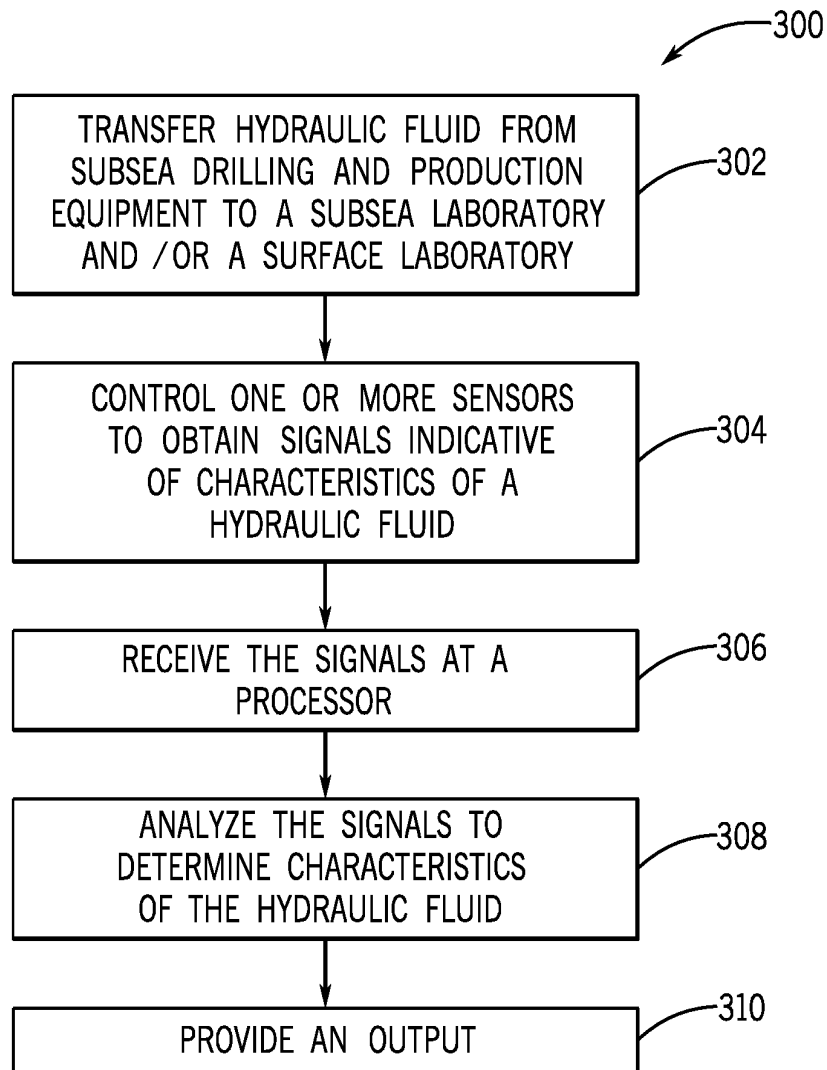 300
TRANSFER HYDRAULIC FLUID FROM
SUBSEA DRILLING AND PRODUCTION
EQUIPMENT TO A SUBSEA LABORATORY
AND /OR A SURFACE LABORATORY
302
CONTROL ONE OR MORE SENSORS
TO OBTAIN SIGNALS INDICATIVE
OF CHARACTERISTICS OF A
HYDRAULIC FLUID
304
RECEIVE THE SIGNALS AT A
PROCESSOR
306
ANALYZE THE SIGNALS TO
DETERMINE CHARACTERISTICS
OF THE HYDRAULIC FLUID
308
PROVIDE AN OUTPUT
310